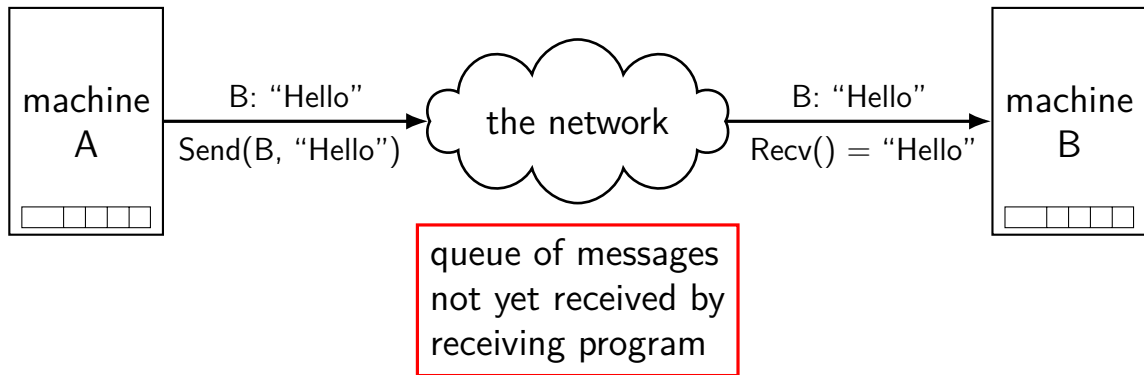 machine
A
B: “Hello”
Send(B, “Hello”)
the network
B: “Hello”
Recv() = “Hello”
machine
B
queue of messages
not yet received by
receiving program